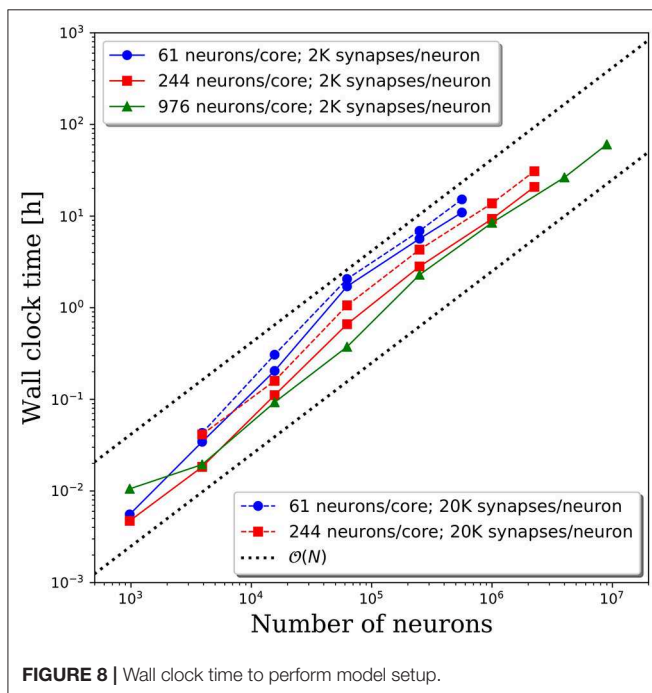 10³
61 neurons/core; 2K synapses/neuron
244 neurons/core; 2K synapses/neuron
976 neurons/core; 2K synapses/neuron
10²
10¹
10⁰
10⁻¹
10⁻²
10⁻³
Wall clock time [h]
61 neurons/core; 20K synapses/neuron
244 neurons/core; 20K synapses/neuron
𝒪(N)
10³ 10⁴ 10⁵ 10⁶ 10⁷
Number of neurons
FIGURE 8 | Wall clock time to perform model setup.